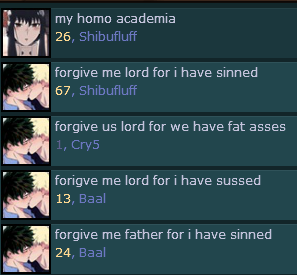 my homo academia
26, Shibufluff
forgive me lord for i have sinned
67, Shibufluff
forgive us lord for we have fat asses
1, Cry5
forigve me lord for i have sussed
13, Baal
forgive me father for i have sinned
24, Baal